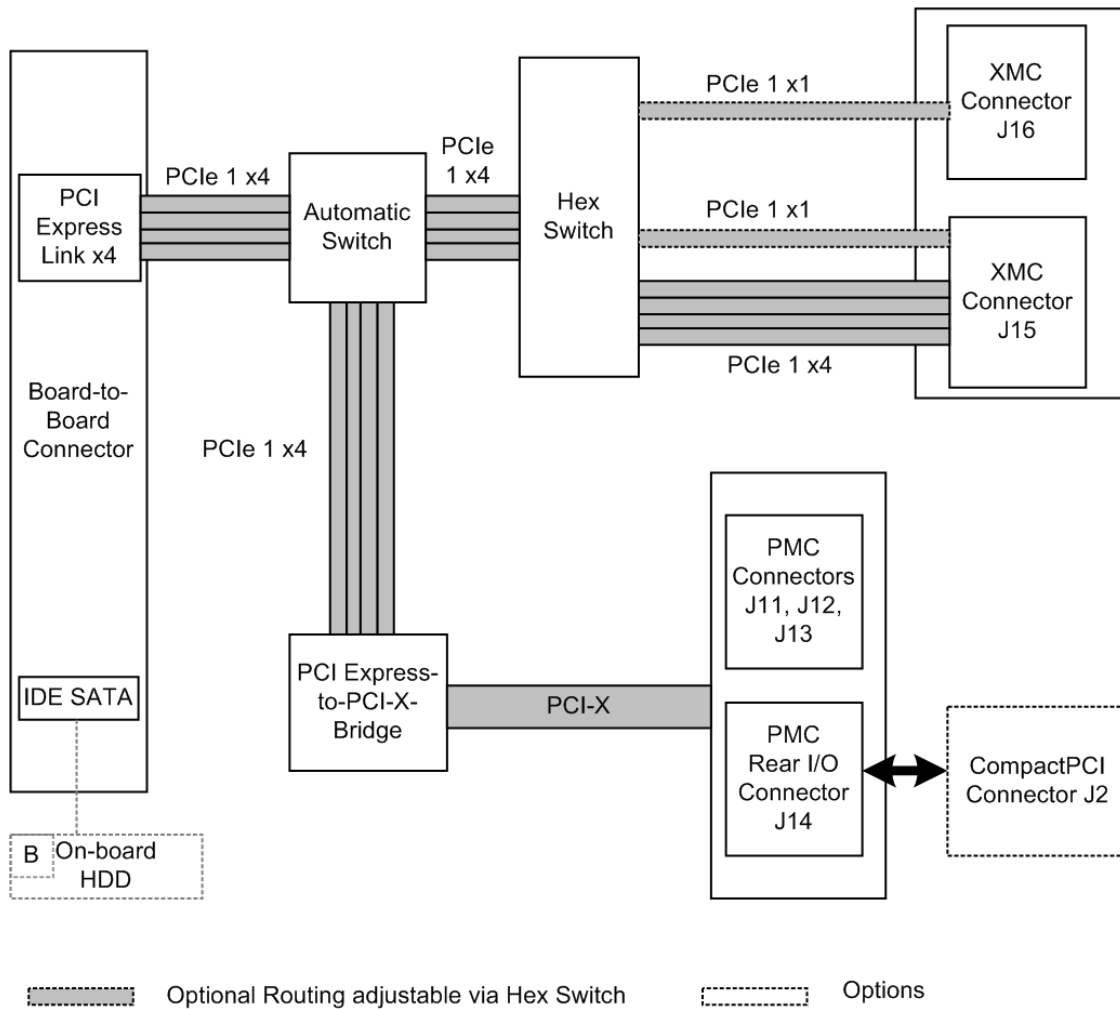 PCIe 1 x1
XMC
Connector
J16
PCIe 1 x4
PCIe
1 x4
PCI
Express
Link x4
Automatic
Switch
Hex
Switch
PCIe 1 x1
XMC
Connector
J15
PCIe 1 x4
Board-to-
Board
Connector
PCIe 1 x4
PMC
Connectors
J11, J12,
J13
IDE SATA
PCI Express-
to-PCI-X-
Bridge
PCI-X
PMC
Rear I/O
Connector
J14
CompactPCI
Connector J2
B
On-board
HDD
Optional Routing adjustable via Hex Switch
Options